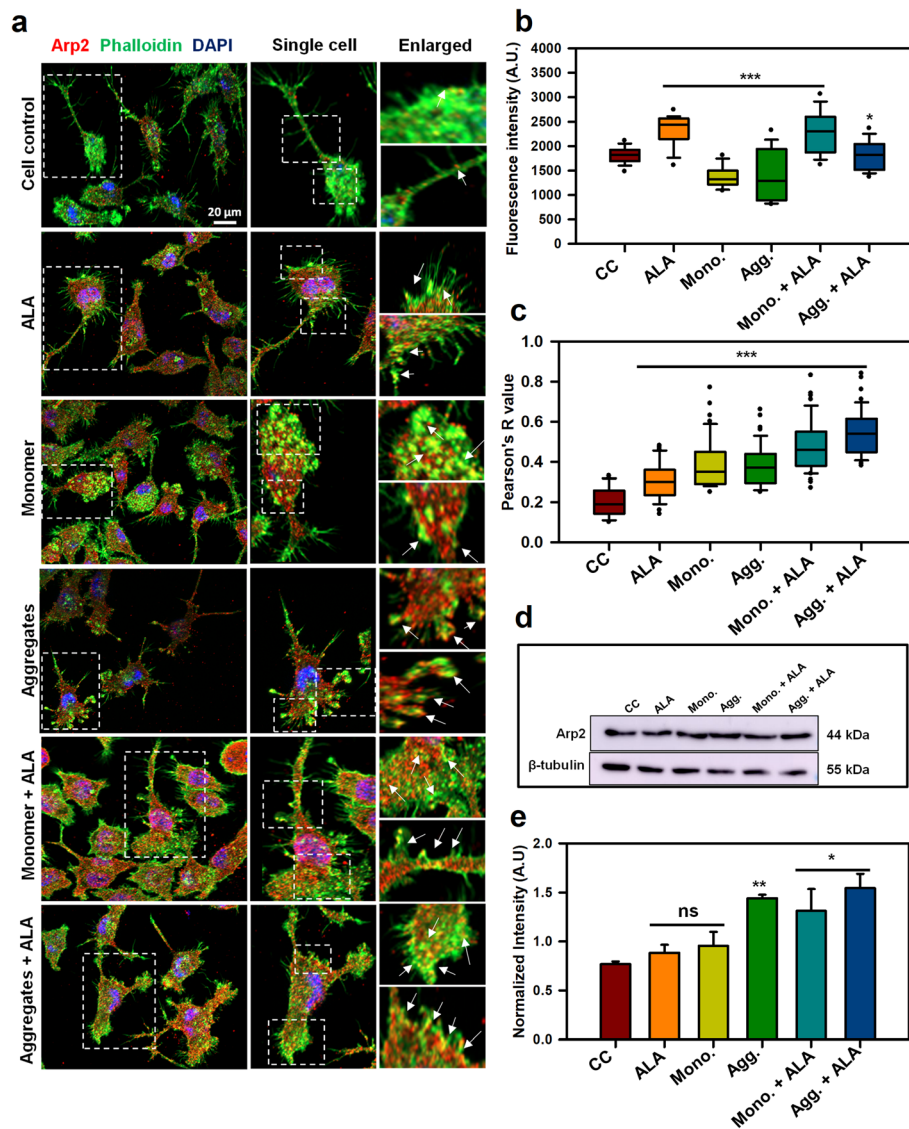 a
Arp2 Phalloidin DAPI
Single cell
Enlarged
Cell control
20 µm
ALA
Monomer
Aggregates
Monomer + ALA
Aggregates + ALA
b
Fluorescence intensity (A.U.)
4000
3500
3000
2500
2000
1500
1000
500
0
***
*
CC
ALA
Mono.
Agg.
Mono. + ALA
Agg. + ALA
c
Pearson's R value
1.0
0.8
0.6
0.4
0.2
0.0
***
CC
ALA
Mono.
Agg.
Mono. + ALA
Agg. + ALA
d
CC
ALA
Mono.
Agg.
Mono. + ALA
Agg. + ALA
Arp2
44 kDa
β-tubulin
55 kDa
e
Normalized Intensity (A.U)
2.0
1.5
1.0
0.5
0.0
ns
**
*
CC
ALA
Mono.
Agg.
Mono. + ALA
Agg. + ALA